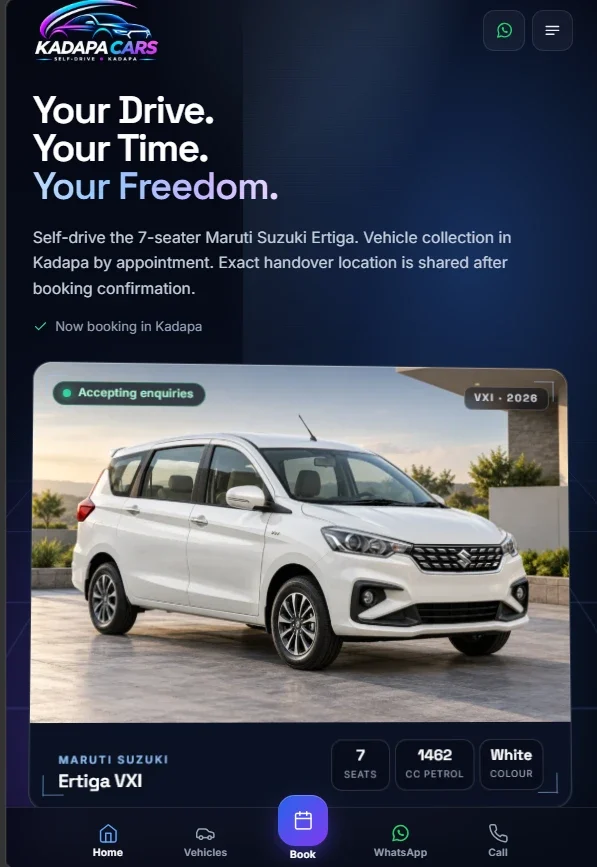 KADAPA CARS
SELF-DRIVE KADAPA
Your Drive.
Your Time.
Your Freedom.
Self-drive the 7-seater Maruti Suzuki Ertiga. Vehicle collection in
Kadapa by appointment. Exact handover location is shared after
booking confirmation.
Now booking in Kadapa
Accepting enquiries
VXI · 2026
MARUTI SUZUKI
Ertiga VXI
7
SEATS
1462
CC PETROL
White
COLOUR
Home
Vehicles
Book
WhatsApp
Call